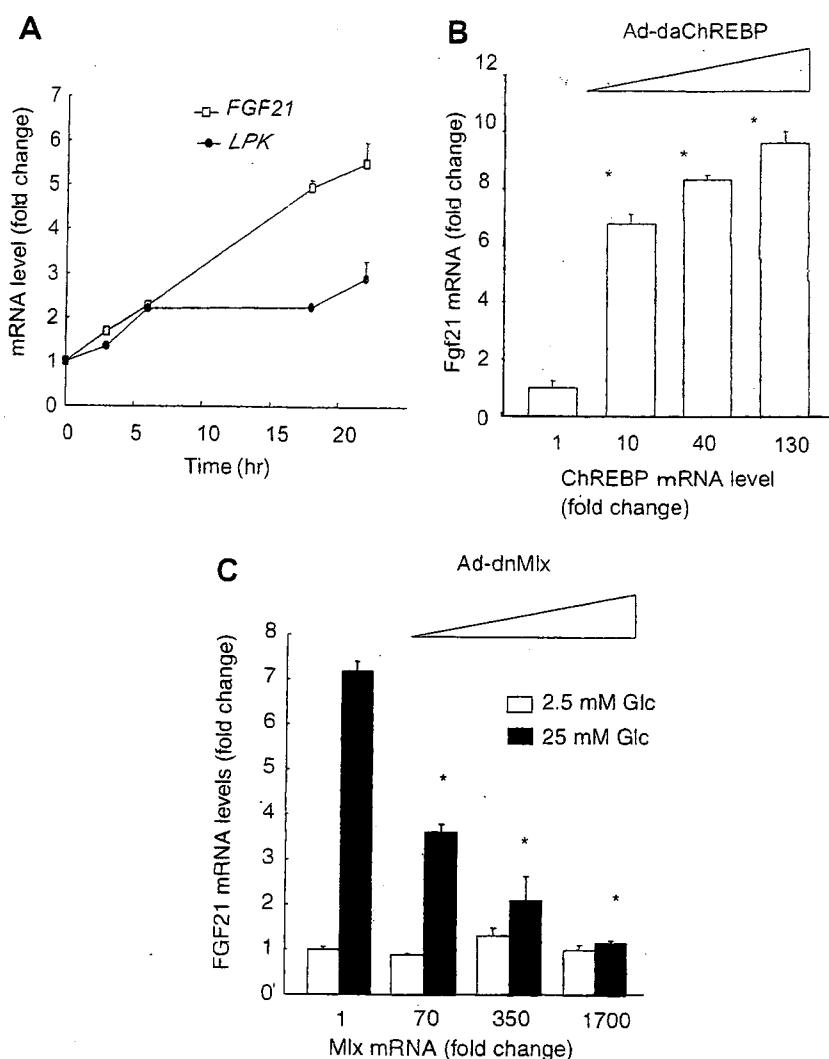 A
mRNA level (fold change)
7
6
5
4
3
2
1
0
FGF21
LPK
0 5 10 15 20
Time (hr)
B
Ad-daChREBP
Fgf21 mRNA (fold change)
12
10
8
6
4
2
0
* * *
1 10 40 130
ChREBP mRNA level
(fold change)
C
Ad-dnMlx
FGF21 mRNA levels (fold change)
8
7
6
5
4
3
2
1
0
2.5 mM Glc
25 mM Glc
* * *
1 70 350 1700
Mlx mRNA (fold change)